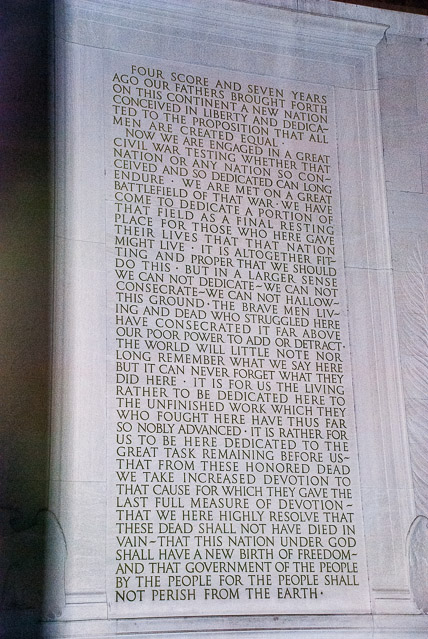 FOUR SCORE AND SEVEN YEARS
AGO OUR FATHERS BROUGHT FORTH
ON THIS CONTINENT A NEW NATION
CONCEIVED IN LIBERTY AND DEDICA-
TED TO THE PROPOSITION THAT ALL
MEN ARE CREATED EQUAL ·
NOW WE ARE ENGAGED IN A GREAT
CIVIL WAR TESTING WHETHER THAT
NATION OR ANY NATION SO CON-
CEIVED AND SO DEDICATED CAN LONG
ENDURE · WE ARE MET ON A GREAT
BATTLEFIELD OF THAT WAR · WE HAVE
COME TO DEDICATE A PORTION OF
THAT FIELD AS A FINAL RESTING
PLACE FOR THOSE WHO HERE GAVE
THEIR LIVES THAT THAT NATION
MIGHT LIVE · IT IS ALTOGETHER FIT-
TING AND PROPER THAT WE SHOULD
DO THIS · BUT IN A LARGER SENSE
WE CAN NOT DEDICATE~WE CAN NOT
CONSECRATE~WE CAN NOT HALLOW~
THIS GROUND · THE BRAVE MEN LIV-
ING AND DEAD WHO STRUGGLED HERE
HAVE CONSECRATED IT FAR ABOVE
OUR POOR POWER TO ADD OR DETRACT ·
THE WORLD WILL LITTLE NOTE NOR
LONG REMEMBER WHAT WE SAY HERE
BUT IT CAN NEVER FORGET WHAT THEY
DID HERE · IT IS FOR US THE LIVING
RATHER TO BE DEDICATED HERE TO
THE UNFINISHED WORK WHICH THEY
WHO FOUGHT HERE HAVE THUS FAR
SO NOBLY ADVANCED · IT IS RATHER FOR
US TO BE HERE DEDICATED TO THE
GREAT TASK REMAINING BEFORE US~
THAT FROM THESE HONORED DEAD
WE TAKE INCREASED DEVOTION TO
THAT CAUSE FOR WHICH THEY GAVE THE
LAST FULL MEASURE OF DEVOTION~
THAT WE HERE HIGHLY RESOLVE THAT
THESE DEAD SHALL NOT HAVE DIED IN
VAIN~THAT THIS NATION UNDER GOD
SHALL HAVE A NEW BIRTH OF FREEDOM~
AND THAT GOVERNMENT OF THE PEOPLE
BY THE PEOPLE FOR THE PEOPLE SHALL
NOT PERISH FROM THE EARTH ·